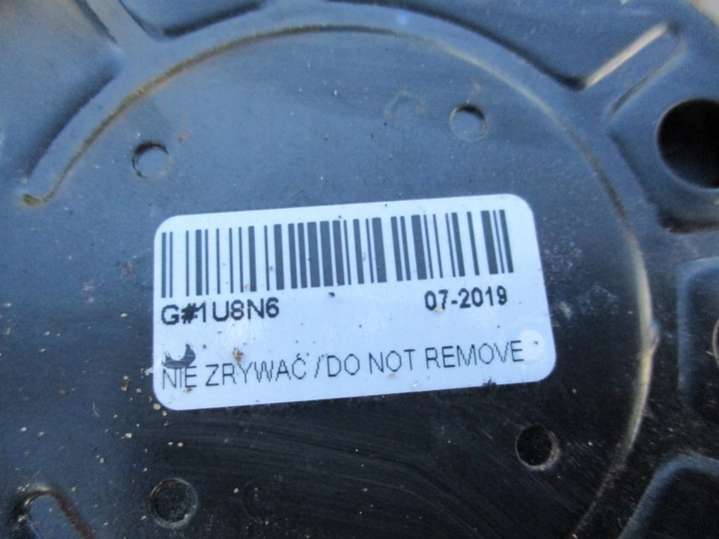 G#1U8N6 07-2019
NIE ZRYWAĆ / DO NOT REMOVE